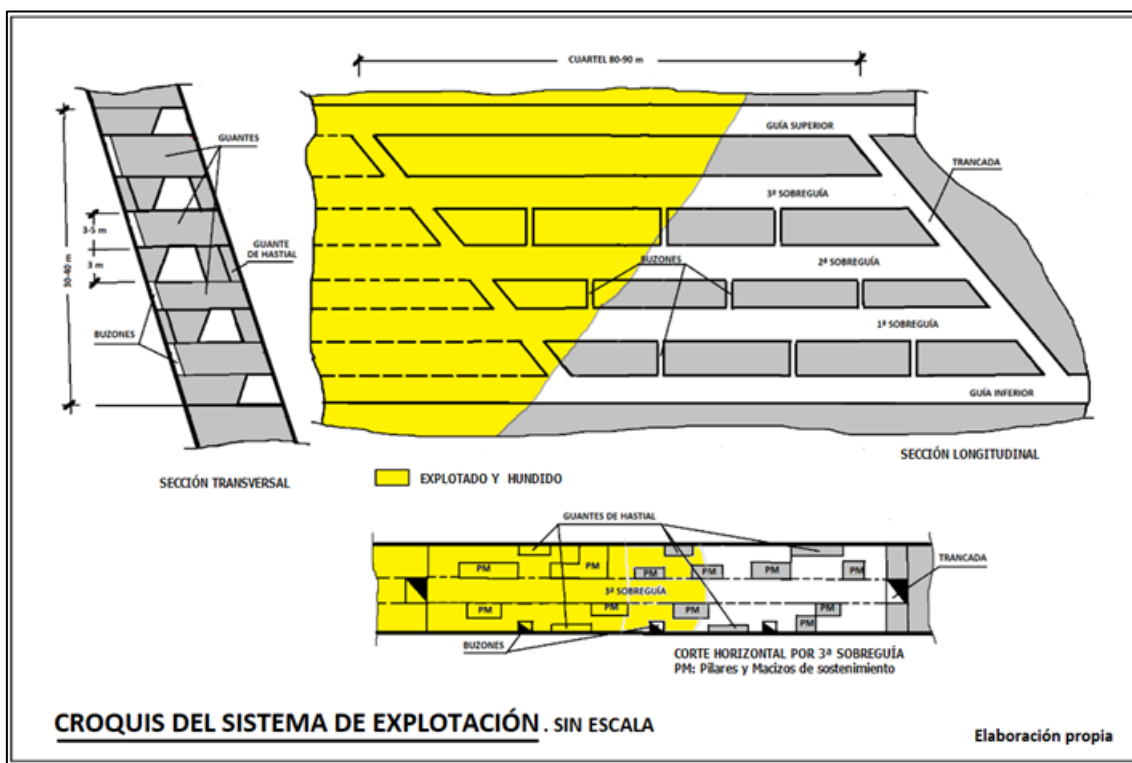 CUARTEL 80-90 m
GUÍA SUPERIOR
GUANTES
TRANCADA
3ª SOBREGUÍA
3-5 m
GUANTE
DE HASTIAL
3 m
30-40 m
BUZONES
2ª SOBREGUÍA
1ª SOBREGUÍA
BUZONES
GUÍA INFERIOR
SECCIÓN LONGITUDINAL
SECCIÓN TRANSVERSAL
EXPLOTADO Y HUNDIDO
GUANTES DE HASTIAL
PM
PM
PM
PM
PM
PM
TRANCADA
3ª SOBREGUÍA
PM
PM
PM
PM
PM
BUZONES
CORTE HORIZONTAL POR 3ª SOBREGUÍA
PM: Pilares y Macizos de sostenimiento
CROQUIS DEL SISTEMA DE EXPLOTACIÓN. SIN ESCALA
Elaboración propia